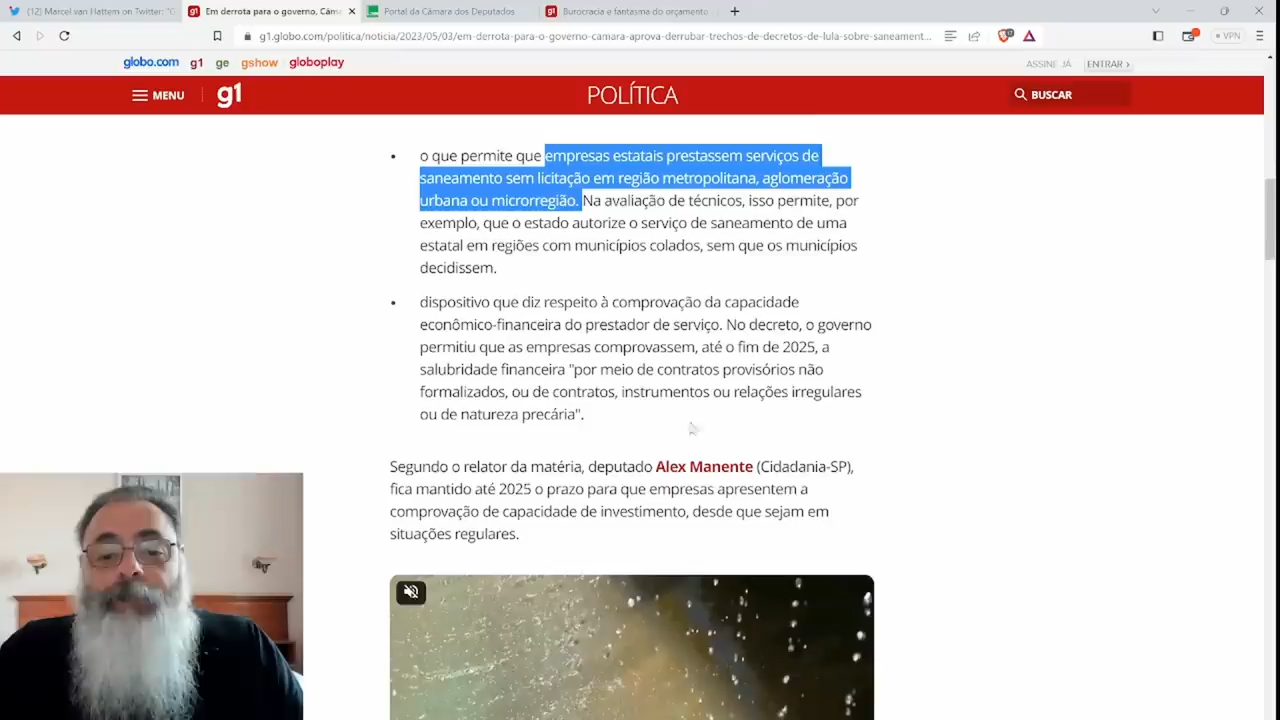 (12) Marcel van Hattem on Twitter: "G
Em derrota para o governo, Câma
Portal da Câmara dos Deputados
Burocracia e fantasma do orçamento
g1.globo.com/politica/noticia/2023/05/03/em-derrota-para-o-governo-camara-aprova-derrubar-trechos-de-decretos-de-lula-sobre-saneament...
VPN
globo.com g1 ge gshow globoplay
ASSINE JÁ ENTRAR ›
MENU g1 POLÍTICA BUSCAR
• o que permite que empresas estatais prestassem serviços de
saneamento sem licitação em região metropolitana, aglomeração
urbana ou microrregião. Na avaliação de técnicos, isso permite, por
exemplo, que o estado autorize o serviço de saneamento de uma
estatal em regiões com municípios colados, sem que os municípios
decidissem.
• dispositivo que diz respeito à comprovação da capacidade
econômico-financeira do prestador de serviço. No decreto, o governo
permitiu que as empresas comprovassem, até o fim de 2025, a
salubridade financeira "por meio de contratos provisórios não
formalizados, ou de contratos, instrumentos ou relações irregulares
ou de natureza precária".
Segundo o relator da matéria, deputado Alex Manente (Cidadania-SP),
fica mantido até 2025 o prazo para que empresas apresentem a
comprovação de capacidade de investimento, desde que sejam em
situações regulares.